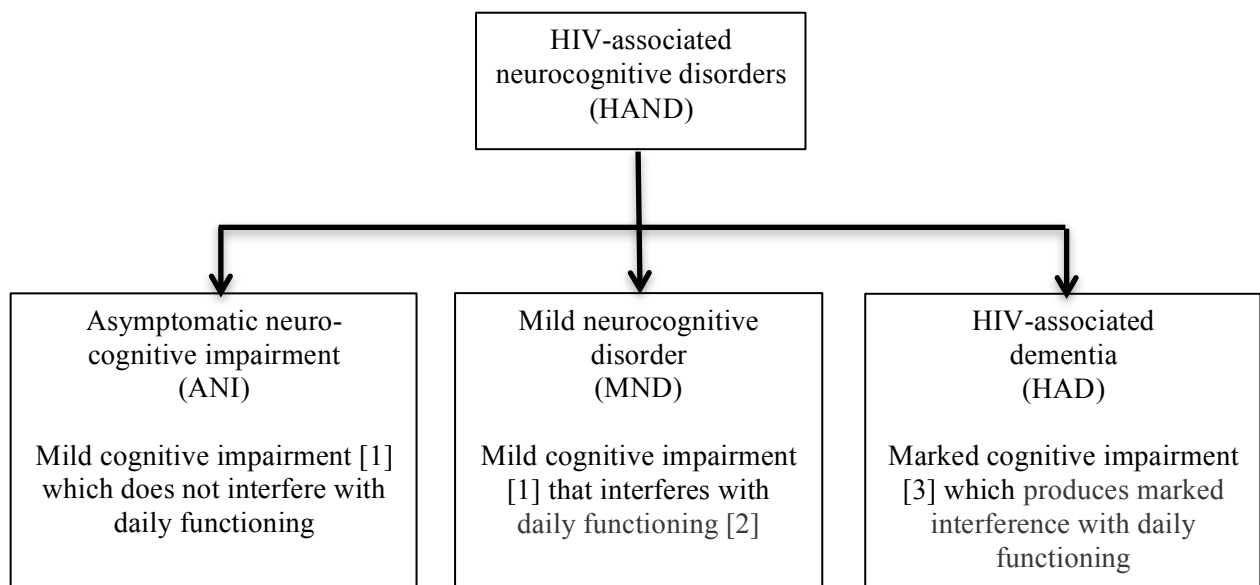 HIV-associated
neurocognitive disorders
(HAND)
Asymptomatic neuro-
cognitive impairment
(ANI)
Mild cognitive impairment [1]
which does not interfere with
daily functioning
Mild neurocognitive
disorder
(MND)
Mild cognitive impairment
[1] that interferes with
daily functioning [2]
HIV-associated
dementia
(HAD)
Marked cognitive impairment
[3] which produces marked
interference with daily
functioning